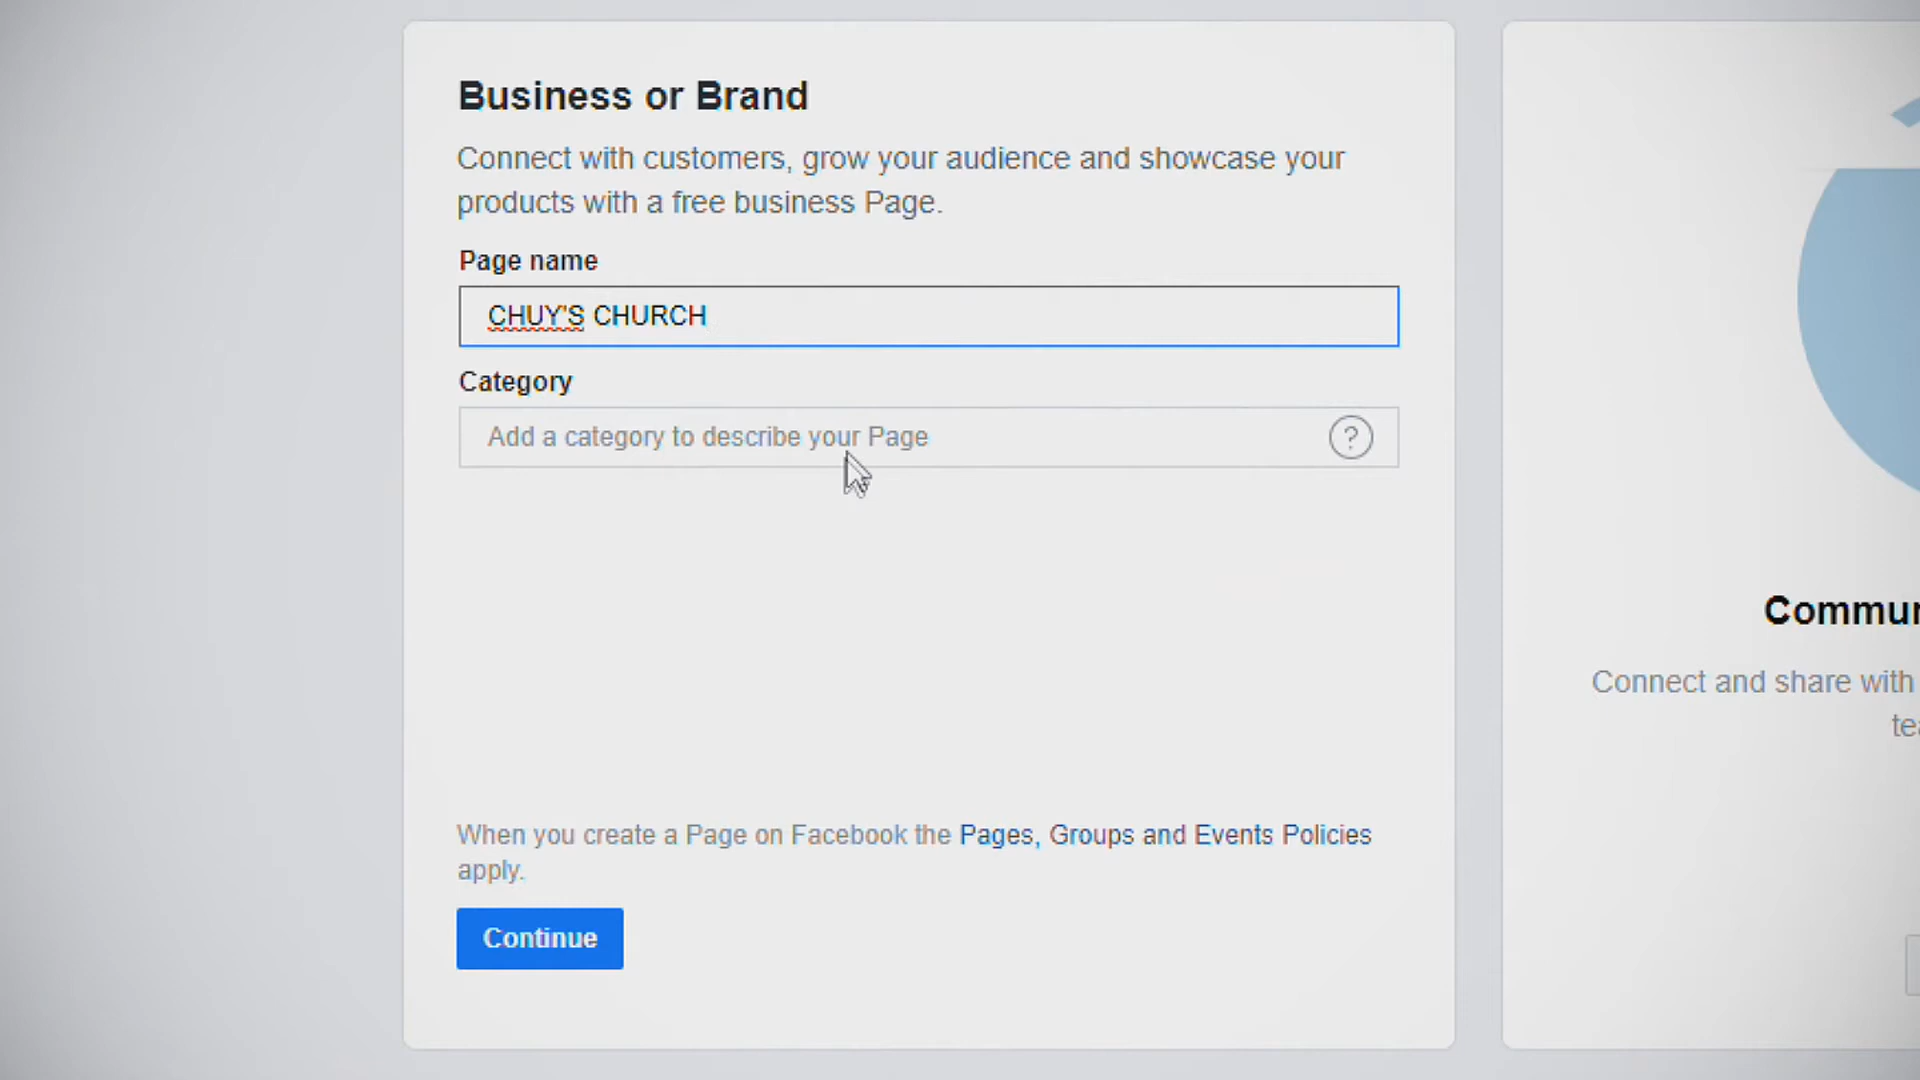 Business or Brand
Connect with customers, grow your audience and showcase your
products with a free business Page.
Page name
CHUY'S CHURCH
Category
Add a category to describe your Page
?
When you create a Page on Facebook the Pages, Groups and Events Policies
apply.
Continue
Connect and share with